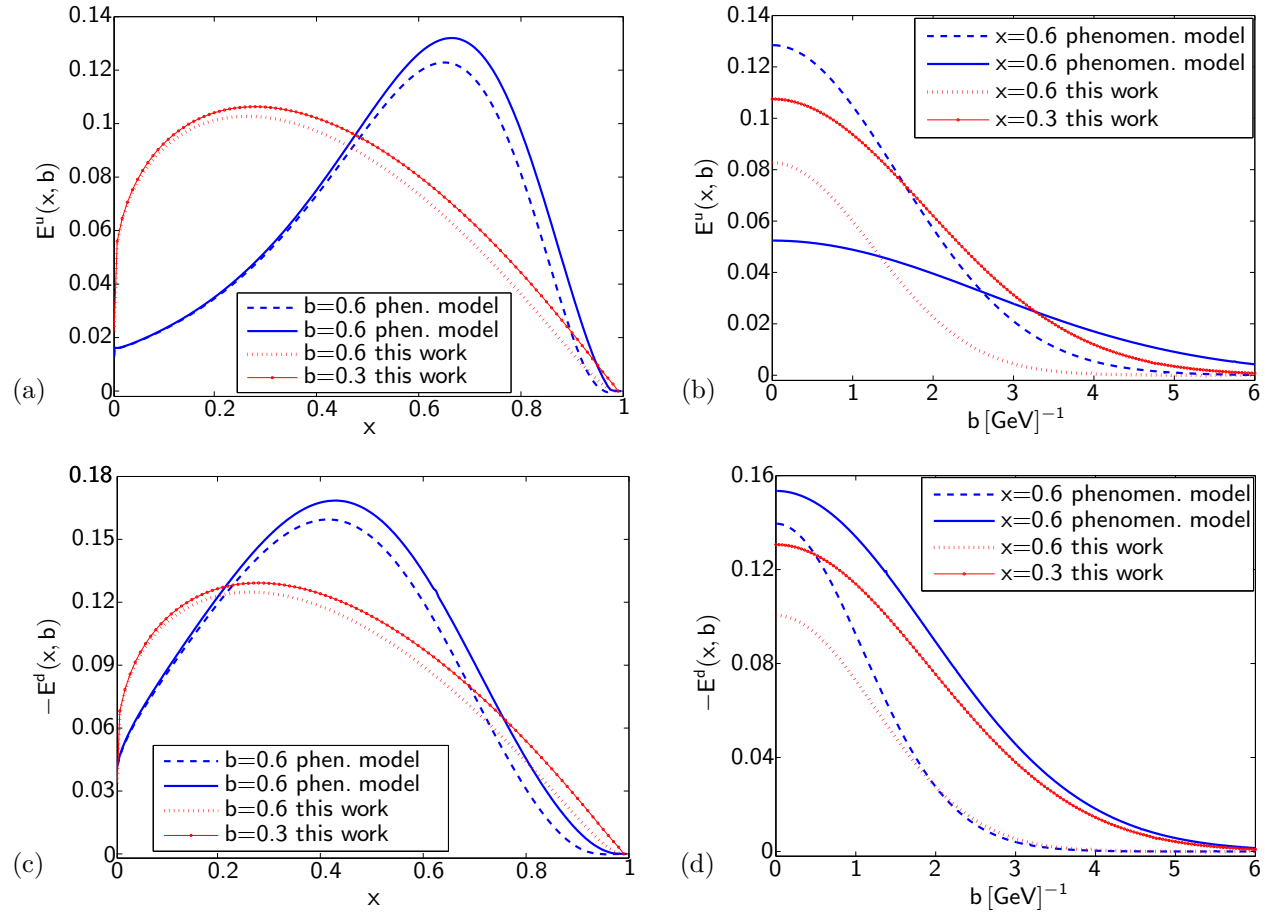 0.14
0.12
0.10
0.08
0.06
0.04
0.02
0
E^u(x, b)
b=0.6 phen. model
b=0.6 phen. model
b=0.6 this work
b=0.3 this work
0 0.2 0.4 0.6 0.8 1
x
(a)
0.14
0.12
0.10
0.08
0.06
0.04
0.02
0
E^u(x, b)
x=0.6 phenomen. model
x=0.6 phenomen. model
x=0.6 this work
x=0.3 this work
0 1 2 3 4 5 6
b [GeV]^−1
(b)
0.18
0.15
0.12
0.09
0.06
0.03
0
−E^d(x, b)
b=0.6 phen. model
b=0.6 phen. model
b=0.6 this work
b=0.3 this work
0 0.2 0.4 0.6 0.8 1
x
(c)
0.16
0.12
0.08
0.04
0
−E^d(x, b)
x=0.6 phenomen. model
x=0.6 phenomen. model
x=0.6 this work
x=0.3 this work
0 1 2 3 4 5 6
b [GeV]^−1
(d)